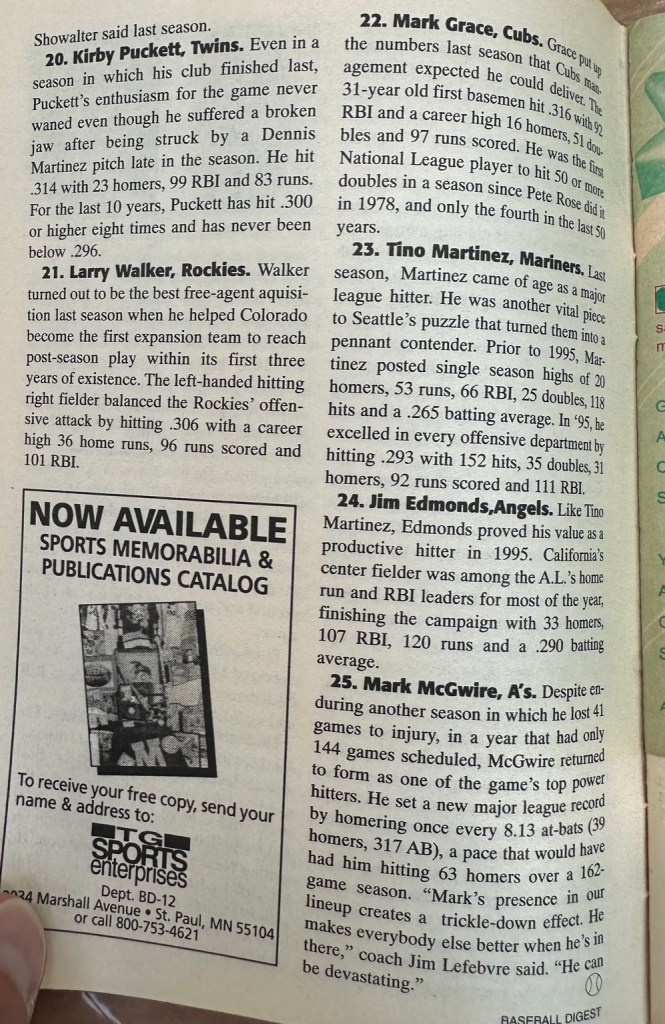 Showalter said last season.
20. Kirby Puckett, Twins. Even in a
season in which his club finished last,
Puckett's enthusiasm for the game never
waned even though he suffered a broken
jaw after being struck by a Dennis
Martinez pitch late in the season. He hit
.314 with 23 homers, 99 RBI and 83 runs.
For the last 10 years, Puckett has hit .300
or higher eight times and has never been
below .296.
21. Larry Walker, Rockies. Walker
turned out to be the best free-agent aquisi-
tion last season when he helped Colorado
become the first expansion team to reach
post-season play within its first three
years of existence. The left-handed hitting
right fielder balanced the Rockies' offen-
sive attack by hitting .306 with a career
high 36 home runs, 96 runs scored and
101 RBI.
NOW AVAILABLE
SPORTS MEMORABILIA &
PUBLICATIONS CATALOG
To receive your free copy, send your
name & address to:
TG
SPORTS
enterprises
Dept. BD-12
Marshall Avenue • St. Paul, MN 55104
or call 800-753-4621
22. Mark Grace, Cubs. Grace put up
the numbers last season that Cubs man-
agement expected he could deliver. The
31-year old first basemen hit .316 with 92
RBI and a career high 16 homers, 51 dou-
bles and 97 runs scored. He was the first
National League player to hit 50 or more
doubles in a season since Pete Rose did it
in 1978, and only the fourth in the last 50
years.
23. Tino Martinez, Mariners. Last
season, Martinez came of age as a major
league hitter. He was another vital piece
to Seattle's puzzle that turned them into a
pennant contender. Prior to 1995, Mar-
tinez posted single season highs of 20
homers, 53 runs, 66 RBI, 25 doubles, 118
hits and a .265 batting average. In '95, he
excelled in every offensive department by
hitting .293 with 152 hits, 35 doubles, 31
homers, 92 runs scored and 111 RBI.
24. Jim Edmonds,Angels. Like Tino
Martinez, Edmonds proved his value as a
productive hitter in 1995. California's
center fielder was among the A.L.'s home
run and RBI leaders for most of the year,
finishing the campaign with 33 homers,
107 RBI, 120 runs and a .290 batting
average.
25. Mark McGwire, A's. Despite en-
during another season in which he lost 41
games to injury, in a year that had only
144 games scheduled, McGwire returned
to form as one of the game's top power
hitters. He set a new major league record
by homering once every 8.13 at-bats (39
homers, 317 AB), a pace that would have
had him hitting 63 homers over a 162-
game season. "Mark's presence in our
lineup creates a trickle-down effect. He
makes everybody else better when he's in
there," coach Jim Lefebvre said. "He can
be devastating."
BASEBALL DIGEST